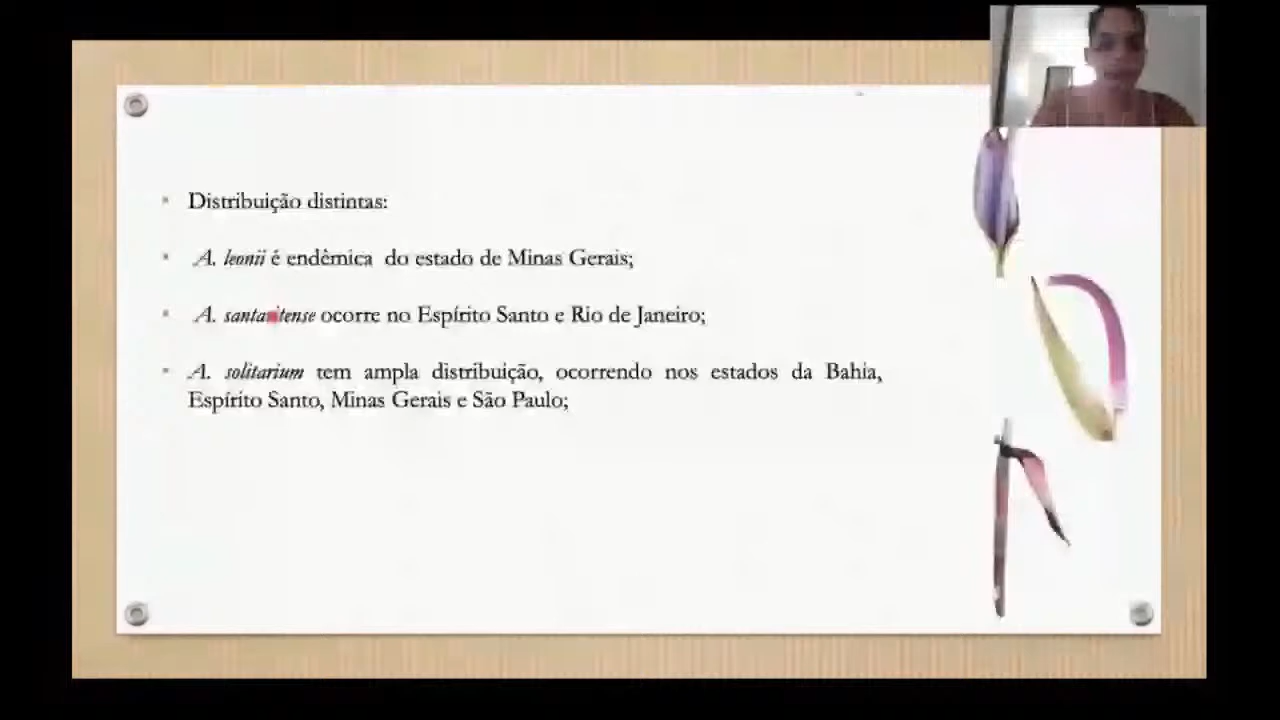 Distribuição distintas:
A. leonii é endêmica do estado de Minas Gerais;
A. ocorre no Espírito Santo e Rio de Janeiro;
A. solitarium tem ampla distribuição, ocorrendo nos estados da Bahia,
Espírito Santo, Minas Gerais e São Paulo;